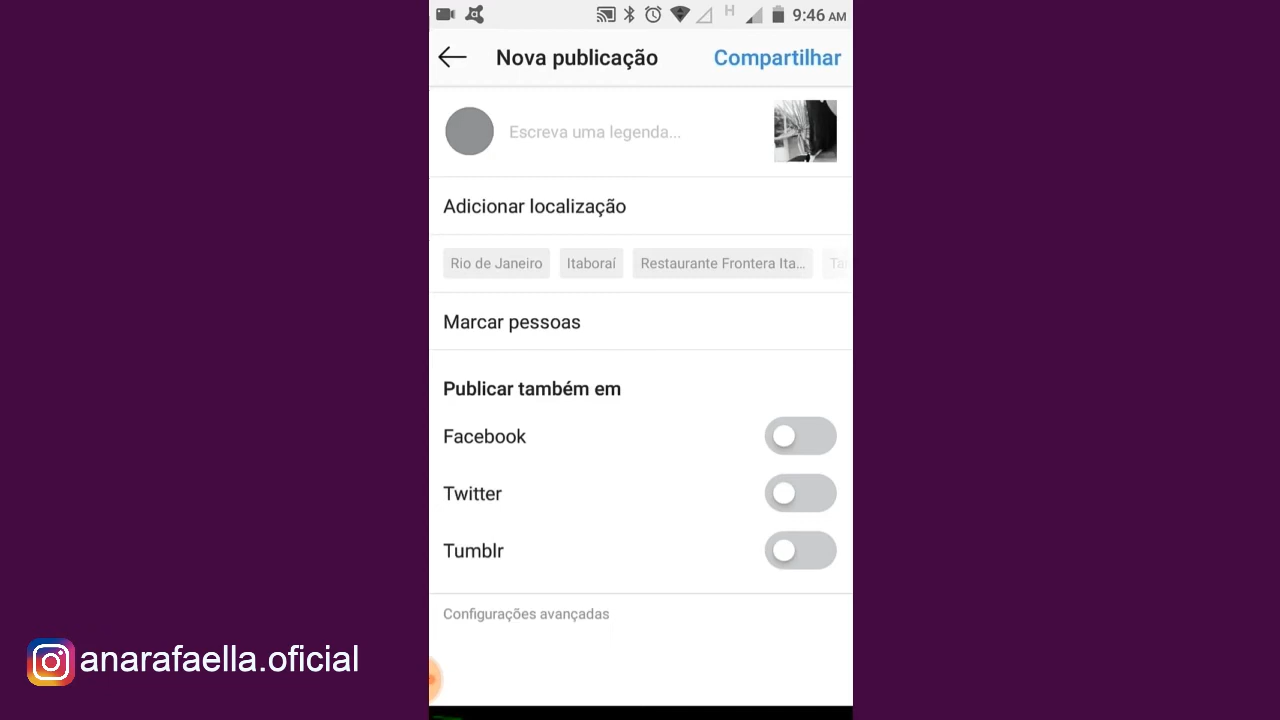 H 9:46 AM
Nova publicação Compartilhar
Escreva uma legenda...
Adicionar localização
Rio de Janeiro Itaboraí Restaurante Frontera Ita...
Marcar pessoas
Publicar também em
Facebook
Twitter
Tumblr
Configurações avançadas
anarafaella.oficial